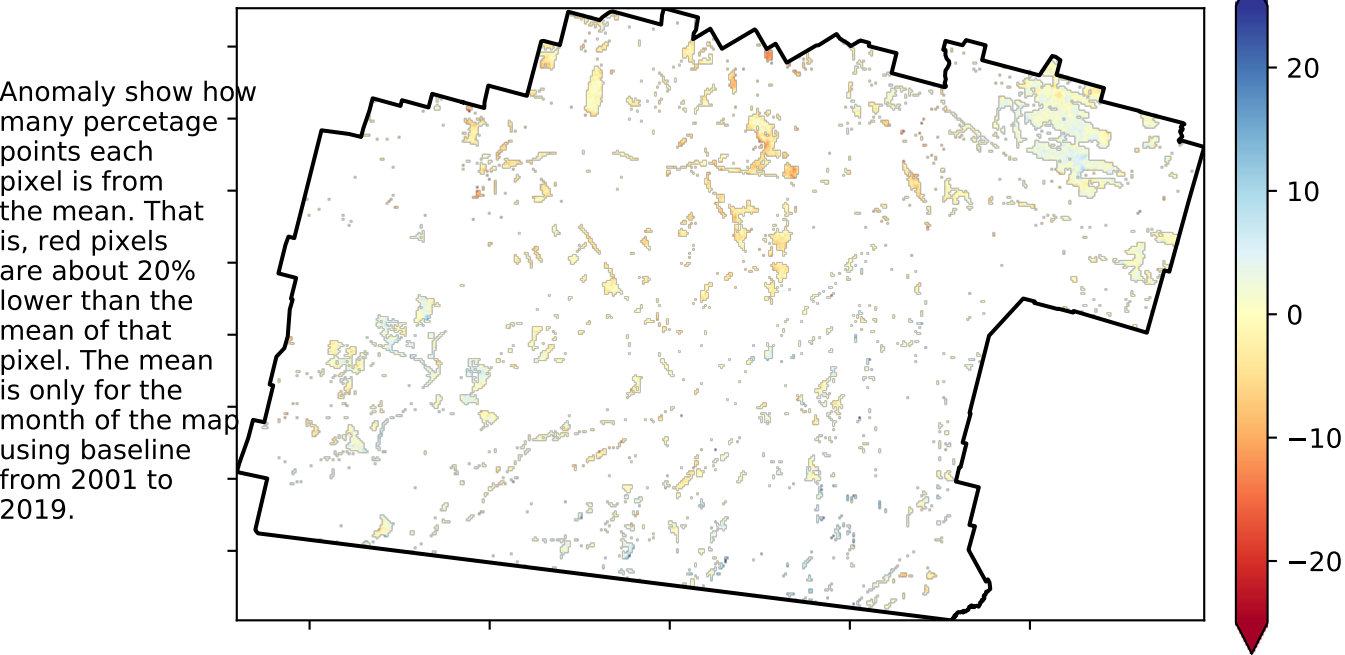 Anomaly show how
many percetage
points each
pixel is from
the mean. That
is, red pixels
are about 20%
lower than the
mean of that
pixel. The mean
is only for the
month of the map
using baseline
from 2001 to
2019.
20
10
0
−10
−20